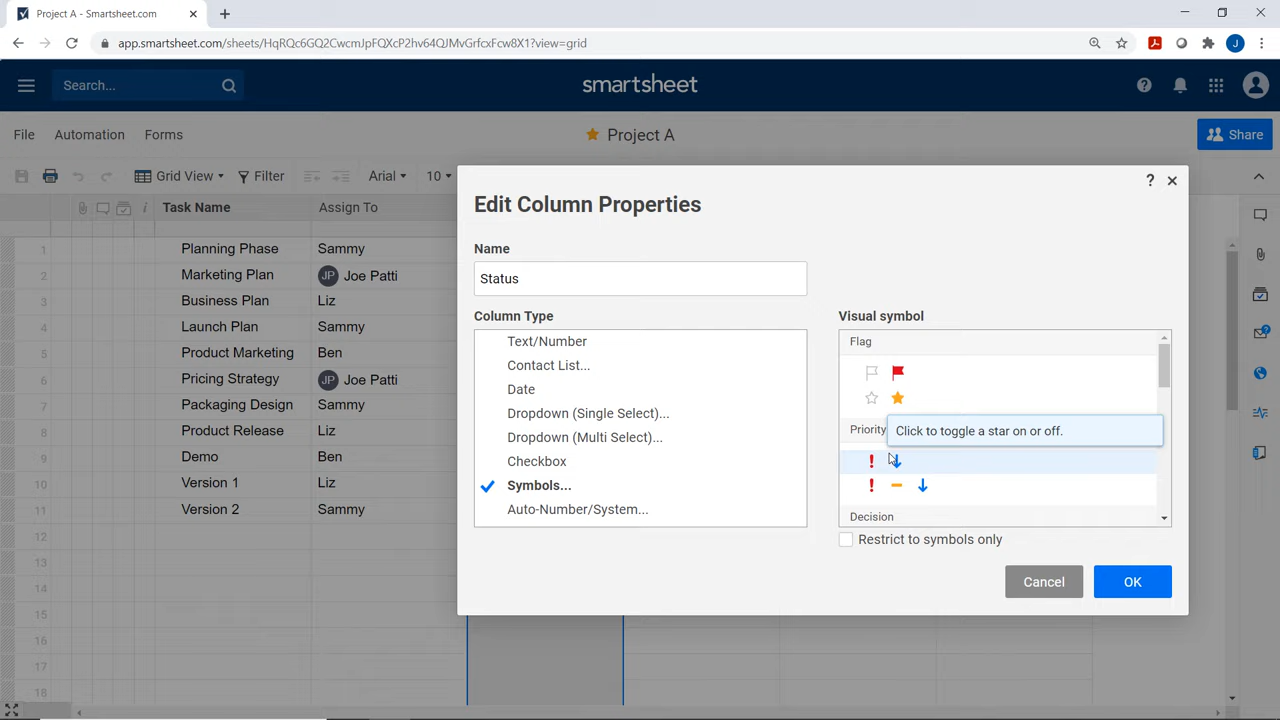 Project A - Smartsheet.com
app.smartsheet.com/sheets/HqRQc6GQ2CwcmJpFQXcP2hv64QJMvGrfcxFcw8X1?view=grid
J
Search...
smartsheet
File Automation Forms
Project A
Share
Grid View Filter Arial 10
Task Name Assign To
1 Planning Phase Sammy
2 Marketing Plan JP Joe Patti
3 Business Plan Liz
4 Launch Plan Sammy
5 Product Marketing Ben
6 Pricing Strategy JP Joe Patti
7 Packaging Design Sammy
8 Product Release Liz
9 Demo Ben
10 Version 1 Liz
11 Version 2 Sammy
12
13
14
15
16
17
18
Edit Column Properties
Name
Status
Column Type
Text/Number
Contact List...
Date
Dropdown (Single Select)...
Dropdown (Multi Select)...
Checkbox
Symbols...
Auto-Number/System...
Visual symbol
Flag
Priority
Click to toggle a star on or off.
Decision
Restrict to symbols only
Cancel OK